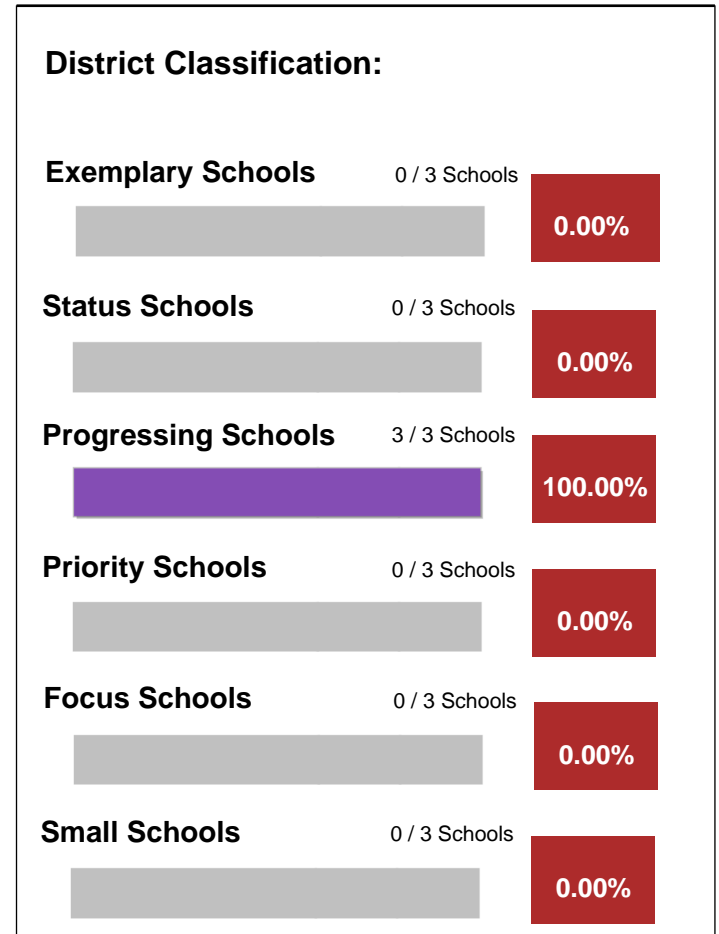 District Classification:
Exemplary Schools 0 / 3 Schools
0.00%
Status Schools 0 / 3 Schools
0.00%
Progressing Schools 3 / 3 Schools
100.00%
Priority Schools 0 / 3 Schools
0.00%
Focus Schools 0 / 3 Schools
0.00%
Small Schools 0 / 3 Schools
0.00%